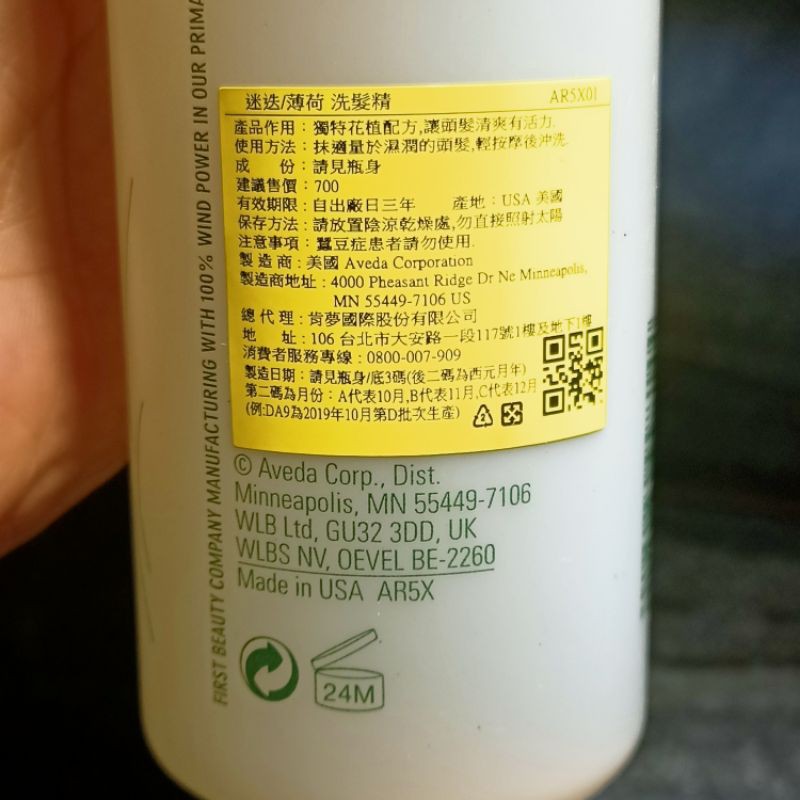 FIRST BEAUTY COMPANY MANUFACTURING WITH 100% WIND POWER IN OUR PRIMA
迷迭/薄荷 洗髮精 AR5X01
產品作用：獨特花植配方,讓頭髮清爽有活力.
使用方法：抹適量於濕潤的頭髮,輕按摩後沖洗.
成 份：請見瓶身
建議售價：700
有效期限：自出廠日三年 產地：USA 美國
保存方法：請放置陰涼乾燥處,勿直接照射太陽
注意事項：蠶豆症患者請勿使用.
製造商：美國 Aveda Corporation
製造商地址：4000 Pheasant Ridge Dr Ne Minneapolis,
MN 55449-7106 US
總代理：肯夢國際股份有限公司
地 址：106 台北市大安路一段117號1樓及地下1樓
消費者服務專線：0800-007-909
製造日期：請見瓶身/底3碼(後二碼為西元月年)
第二碼為月份：A代表10月,B代表11月,C代表12月
(例:DA9為2019年10月第D批次生產)
© Aveda Corp., Dist.
Minneapolis, MN 55449-7106
WLB Ltd, GU32 3DD, UK
WLBS NV, OEVEL BE-2260
Made in USA AR5X
24M